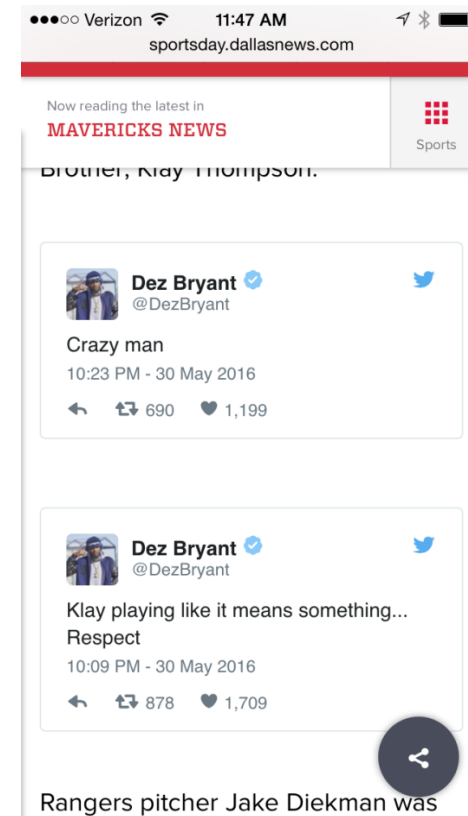 Verizon 11:47 AM
sportsday.dallasnews.com
Now reading the latest in
MAVERICKS NEWS
Sports
Brother, Klay Thompson.
Dez Bryant
@DezBryant
Crazy man
10:23 PM - 30 May 2016
690 1,199
Dez Bryant
@DezBryant
Klay playing like it means something...
Respect
10:09 PM - 30 May 2016
878 1,709
Rangers pitcher Jake Diekman was